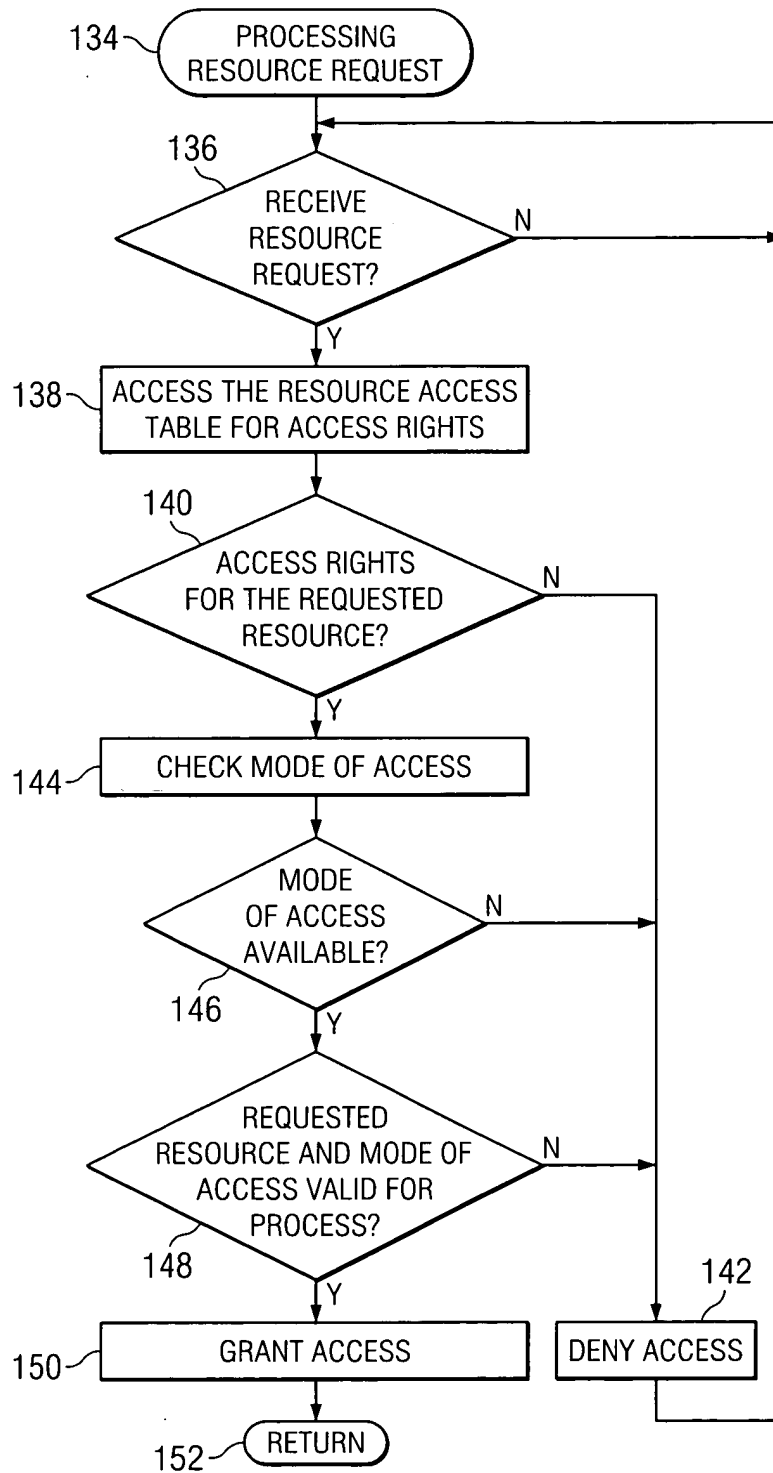 134
PROCESSING
RESOURCE REQUEST
136
RECEIVE
RESOURCE
REQUEST?
N
Y
138
ACCESS THE RESOURCE ACCESS
TABLE FOR ACCESS RIGHTS
140
ACCESS RIGHTS
FOR THE REQUESTED
RESOURCE?
N
Y
144
CHECK MODE OF ACCESS
MODE
OF ACCESS
AVAILABLE?
N
146
Y
REQUESTED
RESOURCE AND MODE OF
ACCESS VALID FOR
PROCESS?
N
148
Y
142
150
GRANT ACCESS
DENY ACCESS
152
RETURN